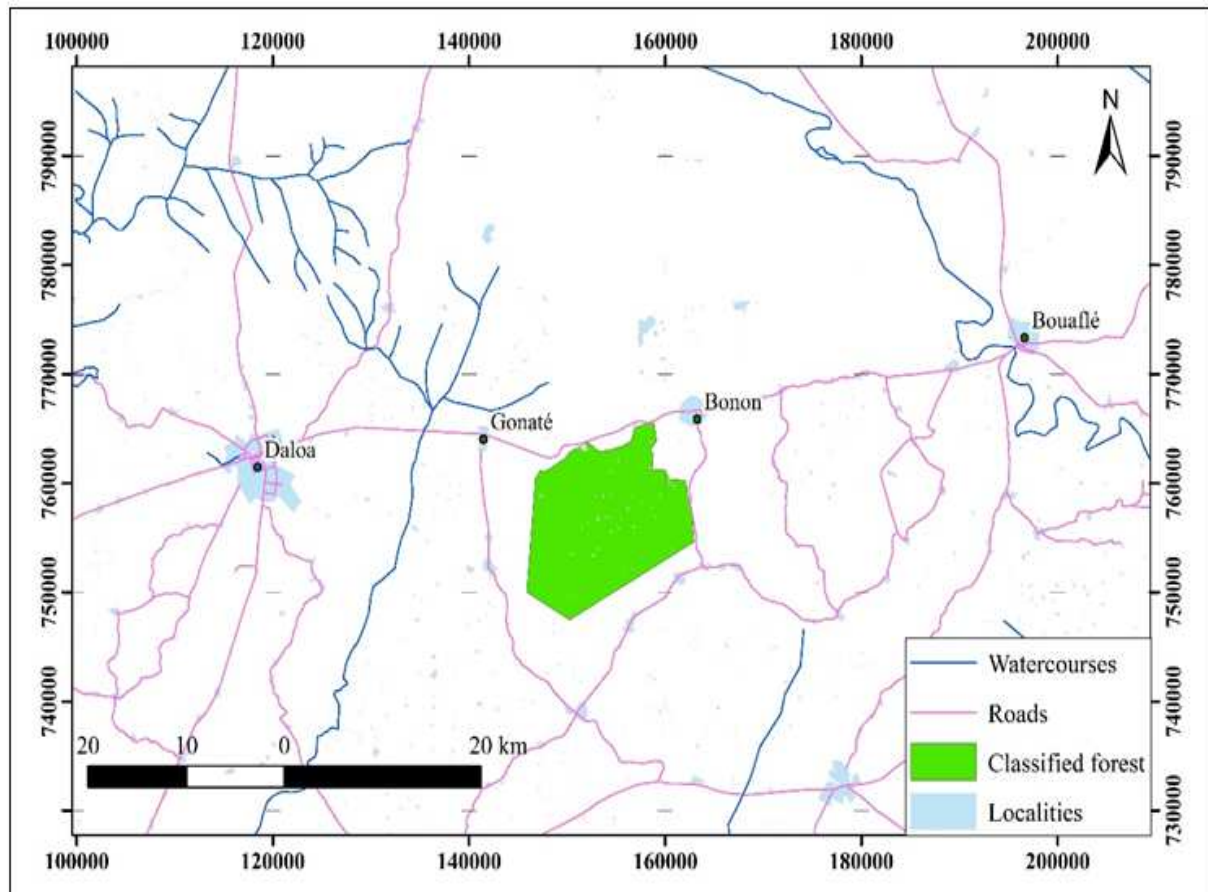 100000 120000 140000 160000 180000 200000
N
790000 790000
780000 780000
Bouaflé
770000 770000
Bonon
Gonaté
Daloa
760000 760000
750000 750000
Watercourses
740000 740000
Roads
20 10 0 20 km
Classified forest
Localities
730000 730000
100000 120000 140000 160000 180000 200000